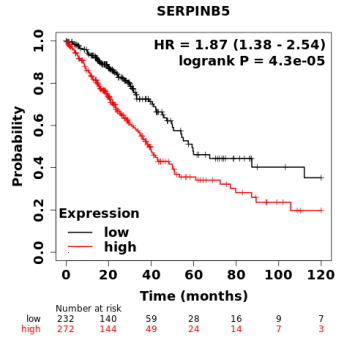 SERPINB5
HR = 1.87 (1.38 - 2.54)
logrank P = 4.3e-05
Probability
1.0
0.8
0.6
0.4
0.2
0.0
Expression
low
high
0 20 40 60 80 100 120
Time (months)
Number at risk
low 232 140 59 28 16 9 7
high 272 144 49 24 14 7 3